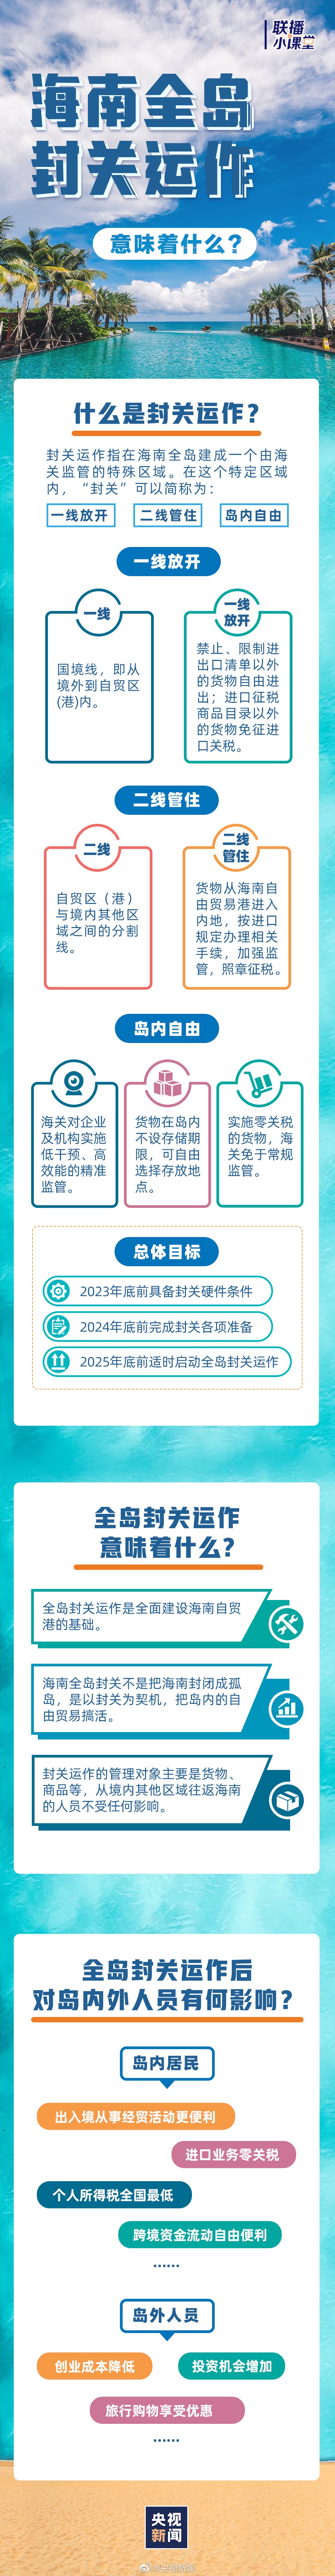 联播
小课堂
海南全岛
封关运作
意味着什么?
什么是封关运作?
封关运作指在海南全岛建成一个由海
关监管的特殊区域。在这个特定区域
内，“封关”可以简称为：
一线放开 二线管住 岛内自由
一线放开
一线
国境线，即从
境外到自贸区
(港)内。
一线
放开
禁止、限制进
出口清单以外
的货物自由进
出；进口征税
商品目录以外
的货物免征进
口关税。
二线管住
二线
自贸区（港）
与境内其他区
域之间的分割
线。
二线
管住
货物从海南自
由贸易港进入
内地，按进口
规定办理相关
手续，加强监
管，照章征税。
岛内自由
海关对企业
及机构实施
低干预、高
效能的精准
监管。
货物在岛内
不设存储期
限，可自由
选择存放地
点。
实施零关税
的货物，海
关免于常规
监管。
总体目标
2023年底前具备封关硬件条件
2024年底前完成封关各项准备
2025年底前适时启动全岛封关运作
全岛封关运作
意味着什么?
全岛封关运作是全面建设海南自贸
港的基础。
海南全岛封关不是把海南封闭成孤
岛，是以封关为契机，把岛内的自
由贸易搞活。
封关运作的管理对象主要是货物、
商品等，从境内其他区域往返海南
的人员不受任何影响。
全岛封关运作后
对岛内外人员有何影响?
岛内居民
出入境从事经贸活动更便利
进口业务零关税
个人所得税全国最低
跨境资金流动自由便利
……
岛外人员
创业成本降低 投资机会增加
旅行购物享受优惠
……
央视
新闻
@央视新闻